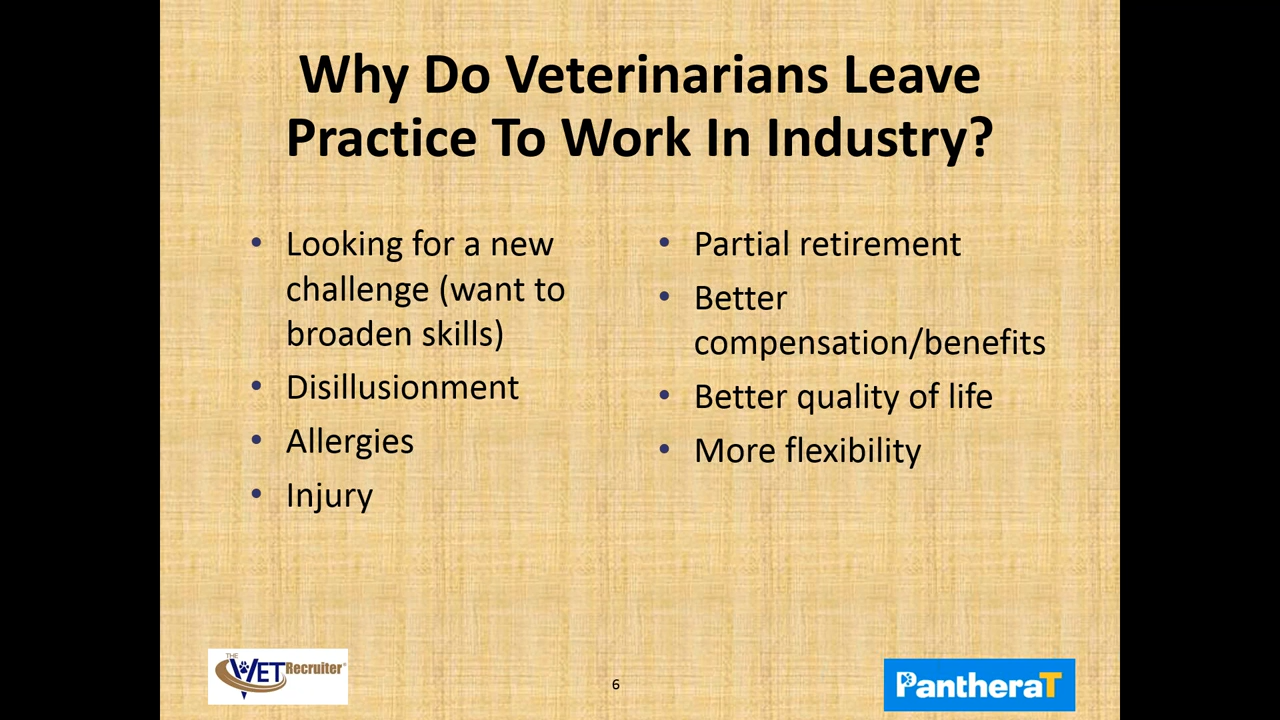 Why Do Veterinarians Leave
Practice To Work In Industry?
• Looking for a new
challenge (want to
broaden skills)
• Disillusionment
• Allergies
• Injury
• Partial retirement
• Better
compensation/benefits
• Better quality of life
• More flexibility
THE
VET Recruiter®
6
PantheraT